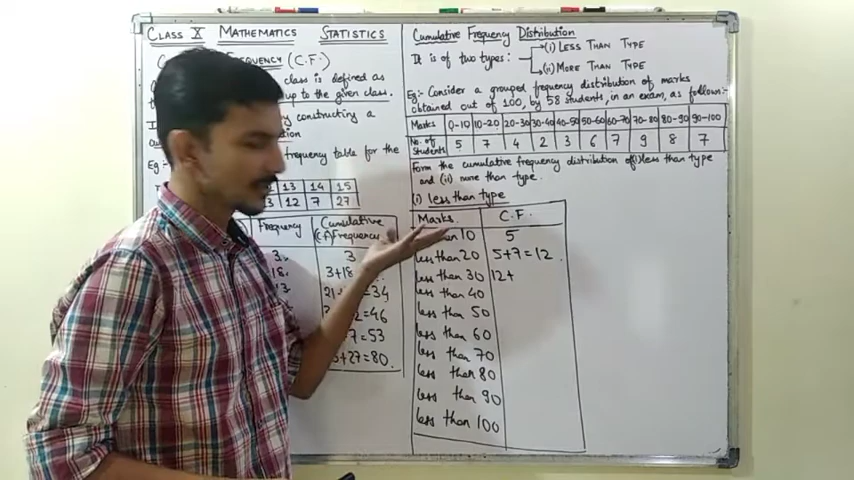 CLASS X MATHEMATICS STATISTICS
FREQUENCY (C.F.)
class is defined as
up to the given class.
by constructing a
Eg:-
frequency table for the
13 14 15
3 12 7 27
Frequency Cumulative
(C.F.) Frequency
3 3
18 3+18
=34
=46
7=53
+27=80
Cumulative Frequency Distribution
It is of two types:- (i) LESS THAN TYPE
(ii) MORE THAN TYPE
Eg:- Consider a grouped frequency distribution of marks
obtained out of 100, by 58 students, in an exam, as follows:-
Marks 0-10 10-20 20-30 30-40 40-50 50-60 60-70 70-80 80-90 90-100
No. of Students 5 7 4 2 3 6 7 9 8 7
Form the cumulative frequency distribution of (i) less than type
and (ii) more than type.
(i) less than type
Marks C.F.
than 10 5
less than 20 5+7=12
less than 30 12+
less than 40
less than 50
less than 60
less than 70
less than 80
less than 90
less than 100